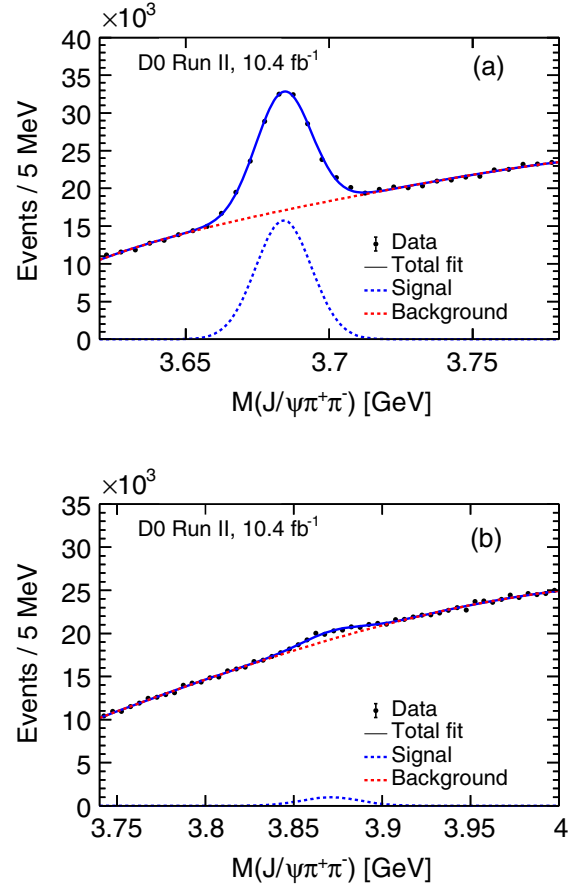 ×10³
40
35
30
25
20
15
10
5
0
Events / 5 MeV
D0 Run II, 10.4 fb⁻¹
(a)
Data
Total fit
Signal
Background
3.65 3.7 3.75
M(J/ψπ⁺π⁻) [GeV]
×10³
35
30
25
20
15
10
5
0
Events / 5 MeV
D0 Run II, 10.4 fb⁻¹
(b)
Data
Total fit
Signal
Background
3.75 3.8 3.85 3.9 3.95 4
M(J/ψπ⁺π⁻) [GeV]